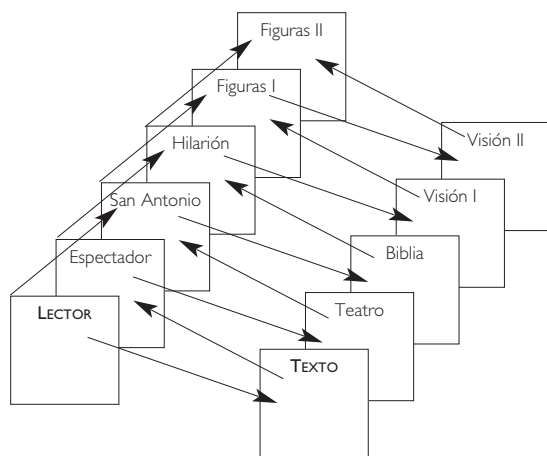 Figuras II
Figuras I
Visión II
Hilarión
Visión I
San Antonio
Biblia
Espectador
Teatro
LECTOR
TEXTO